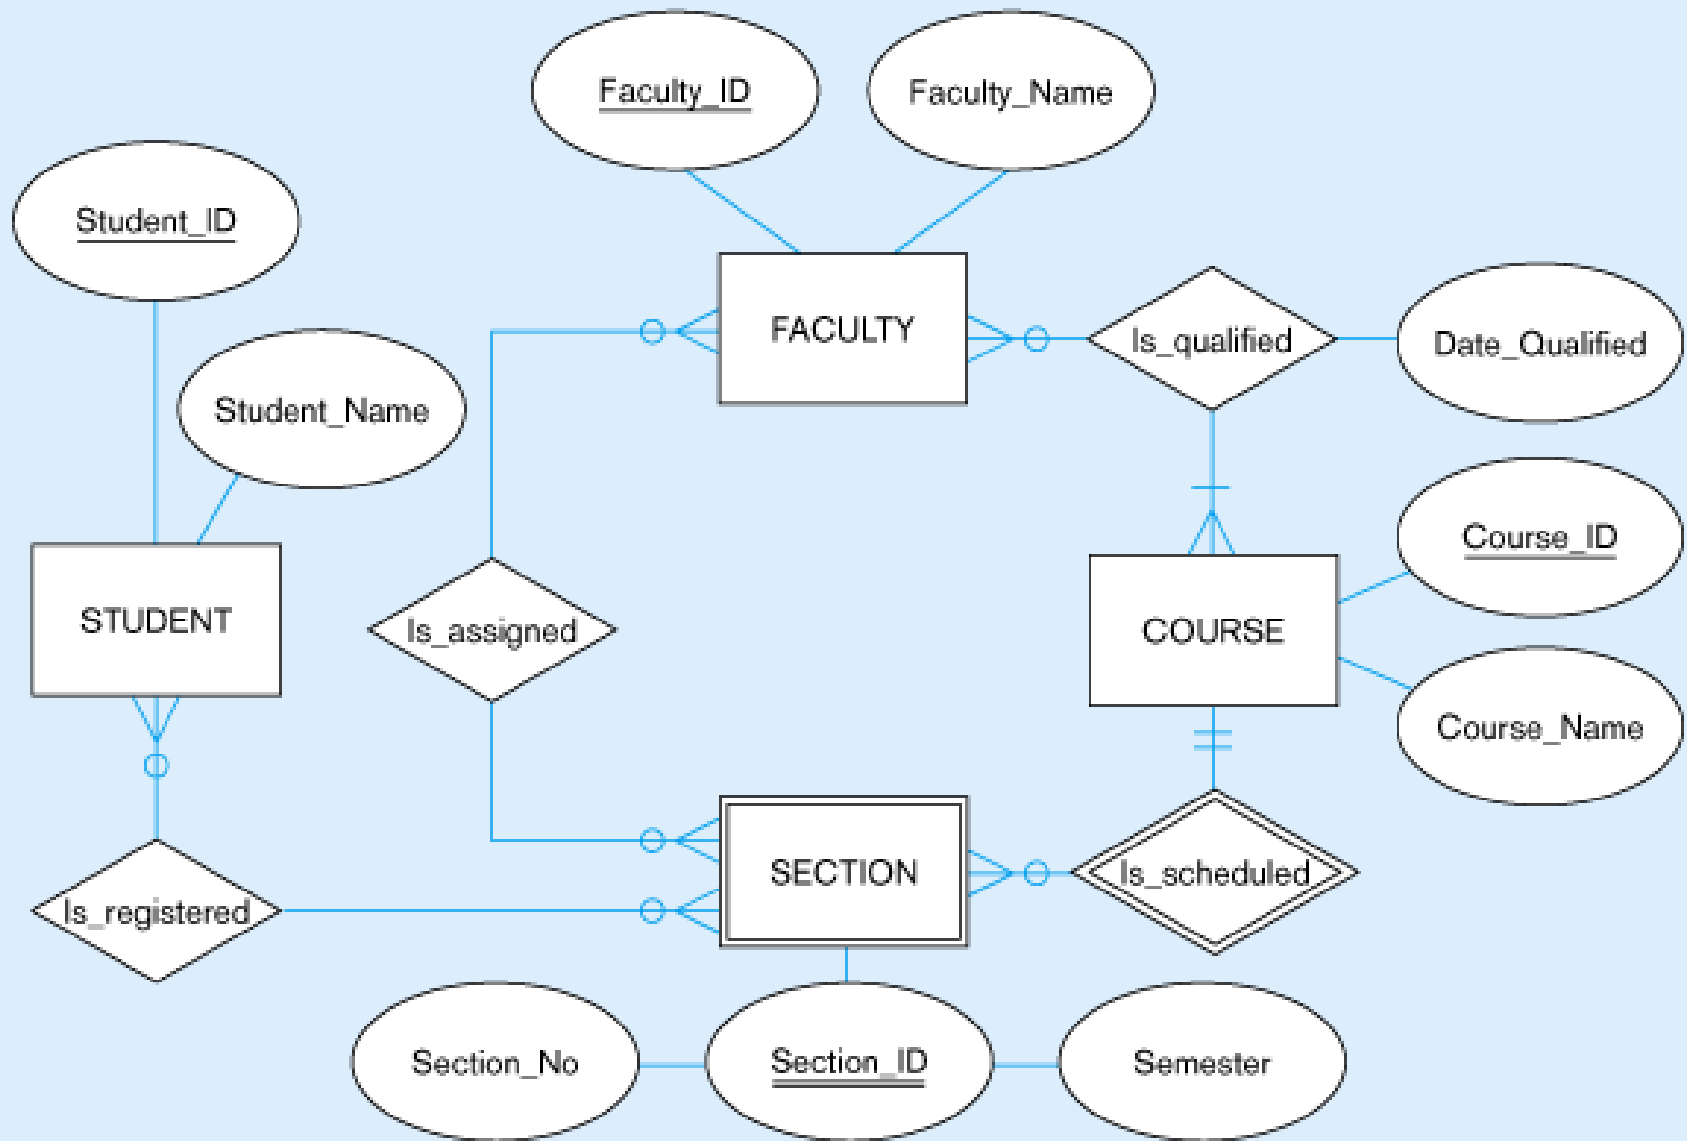 Faculty_ID
Faculty_Name
Student_ID
Student_Name
FACULTY
Is_qualified
Date_Qualified
Course_ID
STUDENT
Is_assigned
COURSE
Course_Name
Is_registered
SECTION
Is_scheduled
Section_No
Section_ID
Semester